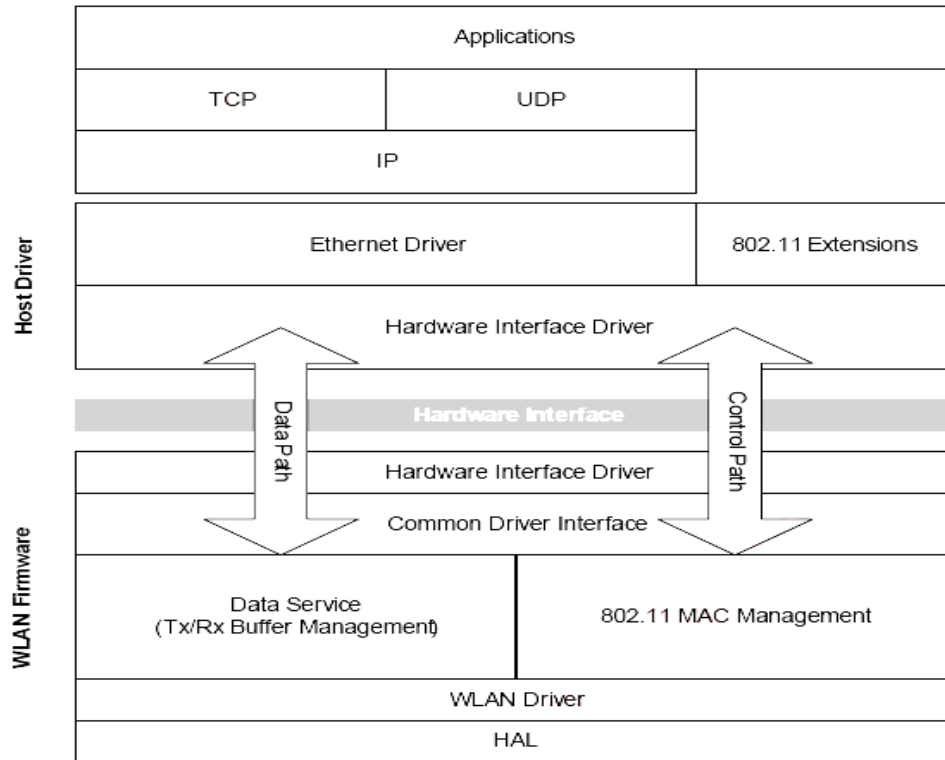 Applications
TCP
UDP
IP
Host Driver
Ethernet Driver
802.11 Extensions
Hardware Interface Driver
Data Path
Hardware Interface
Control Path
WLAN Firmware
Hardware Interface Driver
Common Driver Interface
Data Service
(Tx/Rx Buffer Management)
802.11 MAC Management
WLAN Driver
HAL